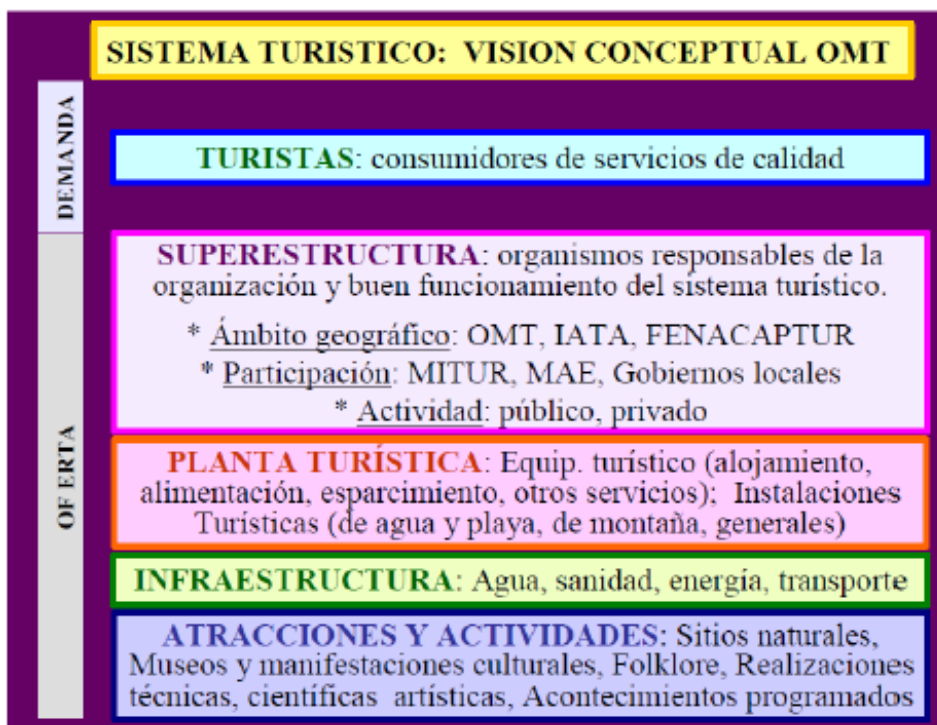 SISTEMA TURISTICO: VISION CONCEPTUAL OMT
DEMANDA
TURISTAS: consumidores de servicios de calidad
OF ERTA
SUPERESTRUCTURA: organismos responsables de la
organización y buen funcionamiento del sistema turístico.
* Ámbito geográfico: OMT, IATA, FENACAPTUR
* Participación: MITUR, MAE, Gobiernos locales
* Actividad: público, privado
PLANTA TURÍSTICA: Equip. turístico (alojamiento,
alimentación, esparcimiento, otros servicios); Instalaciones
Turísticas (de agua y playa, de montaña, generales)
INFRAESTRUCTURA: Agua, sanidad, energía, transporte
ATRACCIONES Y ACTIVIDADES: Sitios naturales,
Museos y manifestaciones culturales, Folklore, Realizaciones
técnicas, científicas artísticas, Acontecimientos programados